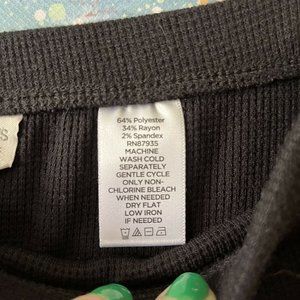 64% Polyester
34% Rayon
2% Spandex
RN87935
MACHINE
WASH COLD
SEPARATELY
GENTLE CYCLE
ONLY NON-
CHLORINE BLEACH
WHEN NEEDED
DRY FLAT
LOW IRON
IF NEEDED